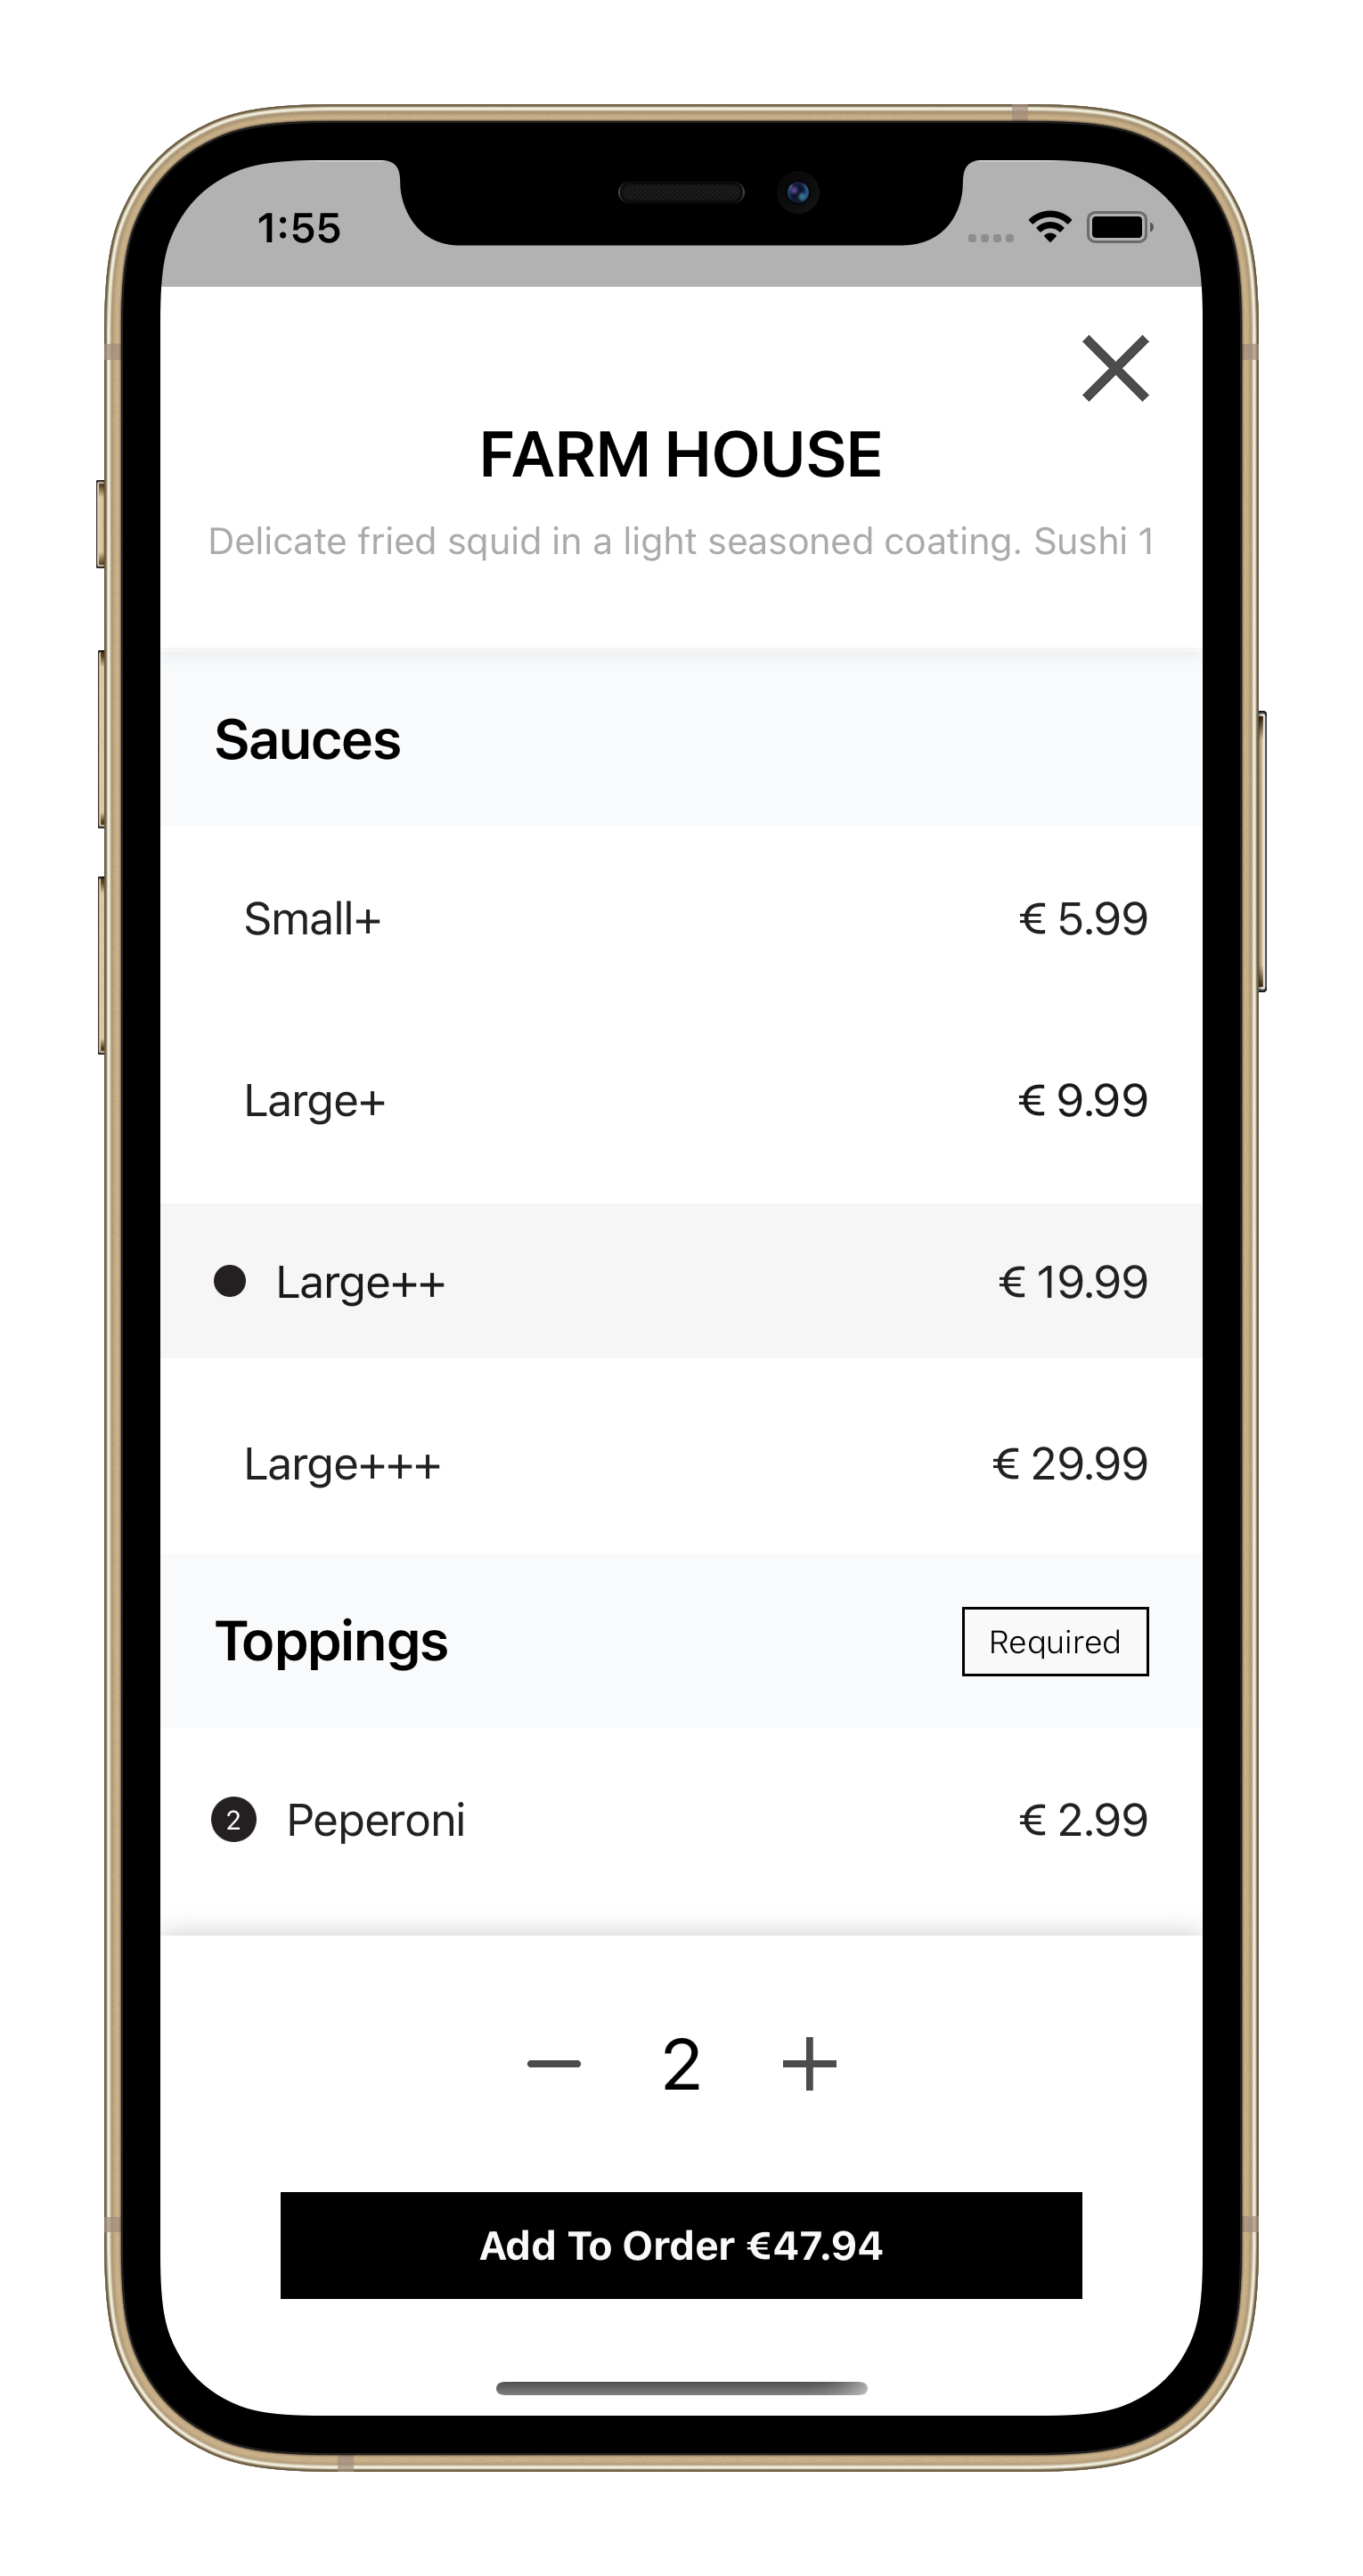 1:55
FARM HOUSE
Delicate fried squid in a light seasoned coating. Sushi 1
Sauces
Small+ € 5.99
Large+ € 9.99
Large++ € 19.99
Large+++ € 29.99
Toppings Required
2 Peperoni € 2.99
2
Add To Order €47.94